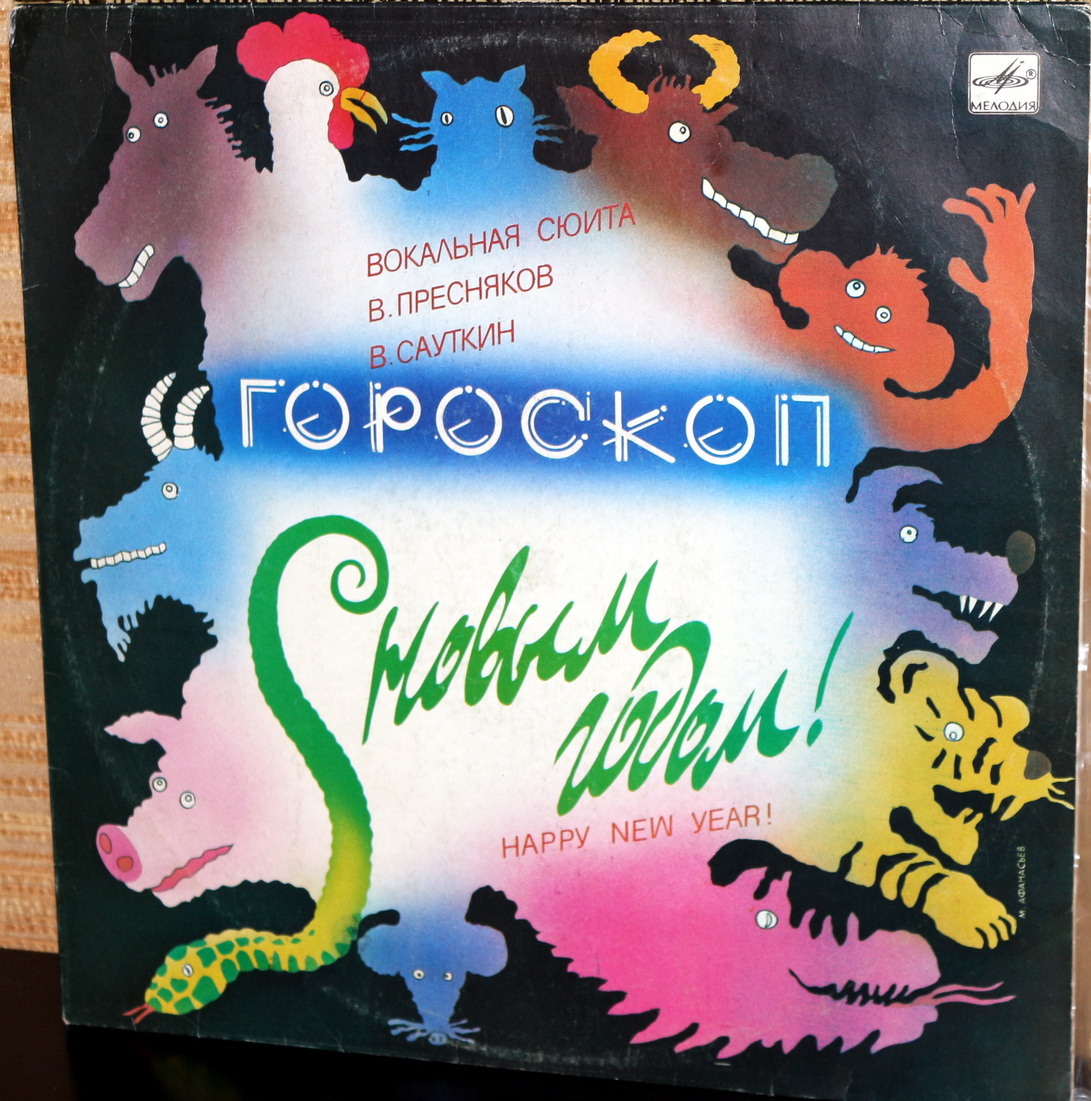 МЕЛОДИЯ
ВОКАЛЬНАЯ СЮИТА
В. ПРЕСНЯКОВ
В. САУТКИН
ГОРОСКОП
С новым
годом!
HAPPY NEW YEAR!
М. АФАНАСЬЕВ